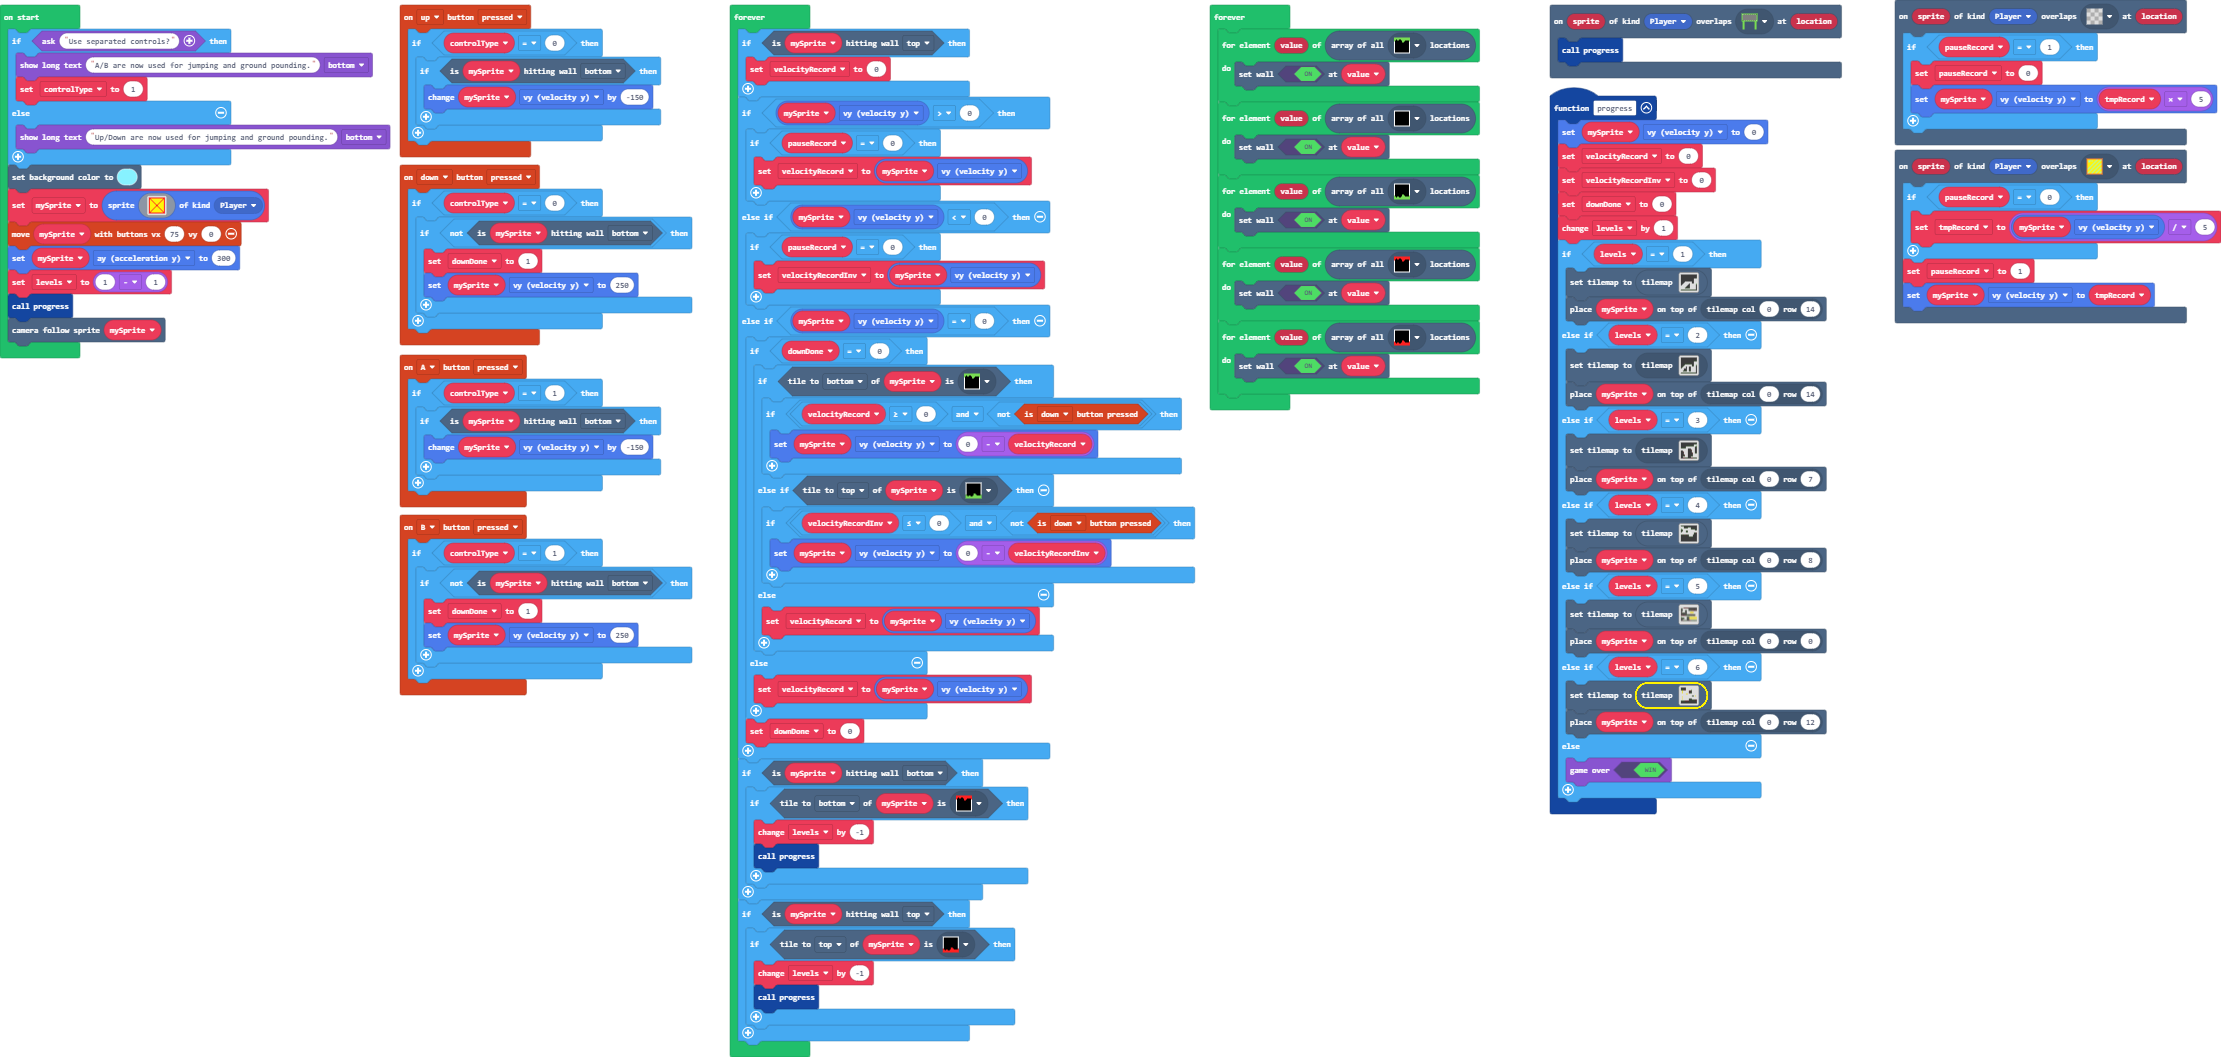 on start
if ask "Use separated controls?" then
show long text "A/B are now used for jumping and ground pounding." bottom
set controlType to 1
else
show long text "Up/Down are now used for jumping and ground pounding." bottom
set background color to
set mySprite to sprite of kind Player
move mySprite with buttons vx 75 vy 0
set mySprite ay (acceleration y) to 300
set levels to 1 - 1
call progress
camera follow sprite mySprite
on up button pressed
if controlType = 0 then
if is mySprite hitting wall bottom then
change mySprite vy (velocity y) by -150
on down button pressed
if controlType = 0 then
if not is mySprite hitting wall bottom then
set downDone to 1
set mySprite vy (velocity y) to 250
on A button pressed
if controlType = 1 then
if is mySprite hitting wall bottom then
change mySprite vy (velocity y) by -150
on B button pressed
if controlType = 1 then
if not is mySprite hitting wall bottom then
set downDone to 1
set mySprite vy (velocity y) to 250
forever
if is mySprite hitting wall top then
set velocityRecord to 0
if mySprite vy (velocity y) > 0 then
if pauseRecord = 0 then
set velocityRecord to mySprite vy (velocity y)
else if mySprite vy (velocity y) < 0 then
if pauseRecord = 0 then
set velocityRecordInv to mySprite vy (velocity y)
else if mySprite vy (velocity y) = 0 then
if downDone = 0 then
if tile to bottom of mySprite is then
if velocityRecord ≥ 0 and not is down button pressed then
set mySprite vy (velocity y) to 0 - velocityRecord
else if tile to top of mySprite is then
if velocityRecordInv ≤ 0 and not is down button pressed then
set mySprite vy (velocity y) to 0 - velocityRecordInv
else
set velocityRecord to mySprite vy (velocity y)
else
set velocityRecord to mySprite vy (velocity y)
set downDone to 0
if is mySprite hitting wall bottom then
if tile to bottom of mySprite is then
change levels by -1
call progress
if is mySprite hitting wall top then
if tile to top of mySprite is then
change levels by -1
call progress
forever
for element value of array of all locations
do set wall ON at value
for element value of array of all locations
do set wall ON at value
for element value of array of all locations
do set wall ON at value
for element value of array of all locations
do set wall ON at value
for element value of array of all locations
do set wall ON at value
on sprite of kind Player overlaps at location
call progress
function progress
set mySprite vy (velocity y) to 0
set velocityRecord to 0
set velocityRecordInv to 0
set downDone to 0
change levels by 1
if levels = 1 then
set tilemap to tilemap
place mySprite on top of tilemap col 0 row 14
else if levels = 2 then
set tilemap to tilemap
place mySprite on top of tilemap col 0 row 14
else if levels = 3 then
set tilemap to tilemap
place mySprite on top of tilemap col 0 row 7
else if levels = 4 then
set tilemap to tilemap
place mySprite on top of tilemap col 0 row 8
else if levels = 5 then
set tilemap to tilemap
place mySprite on top of tilemap col 0 row 0
else if levels = 6 then
set tilemap to tilemap
place mySprite on top of tilemap col 0 row 12
else
game over WIN
on sprite of kind Player overlaps at location
if pauseRecord = 1 then
set pauseRecord to 0
set mySprite vy (velocity y) to tmpRecord × 5
on sprite of kind Player overlaps at location
if pauseRecord = 0 then
set tmpRecord to mySprite vy (velocity y) / 5
set pauseRecord to 1
set mySprite vy (velocity y) to tmpRecord